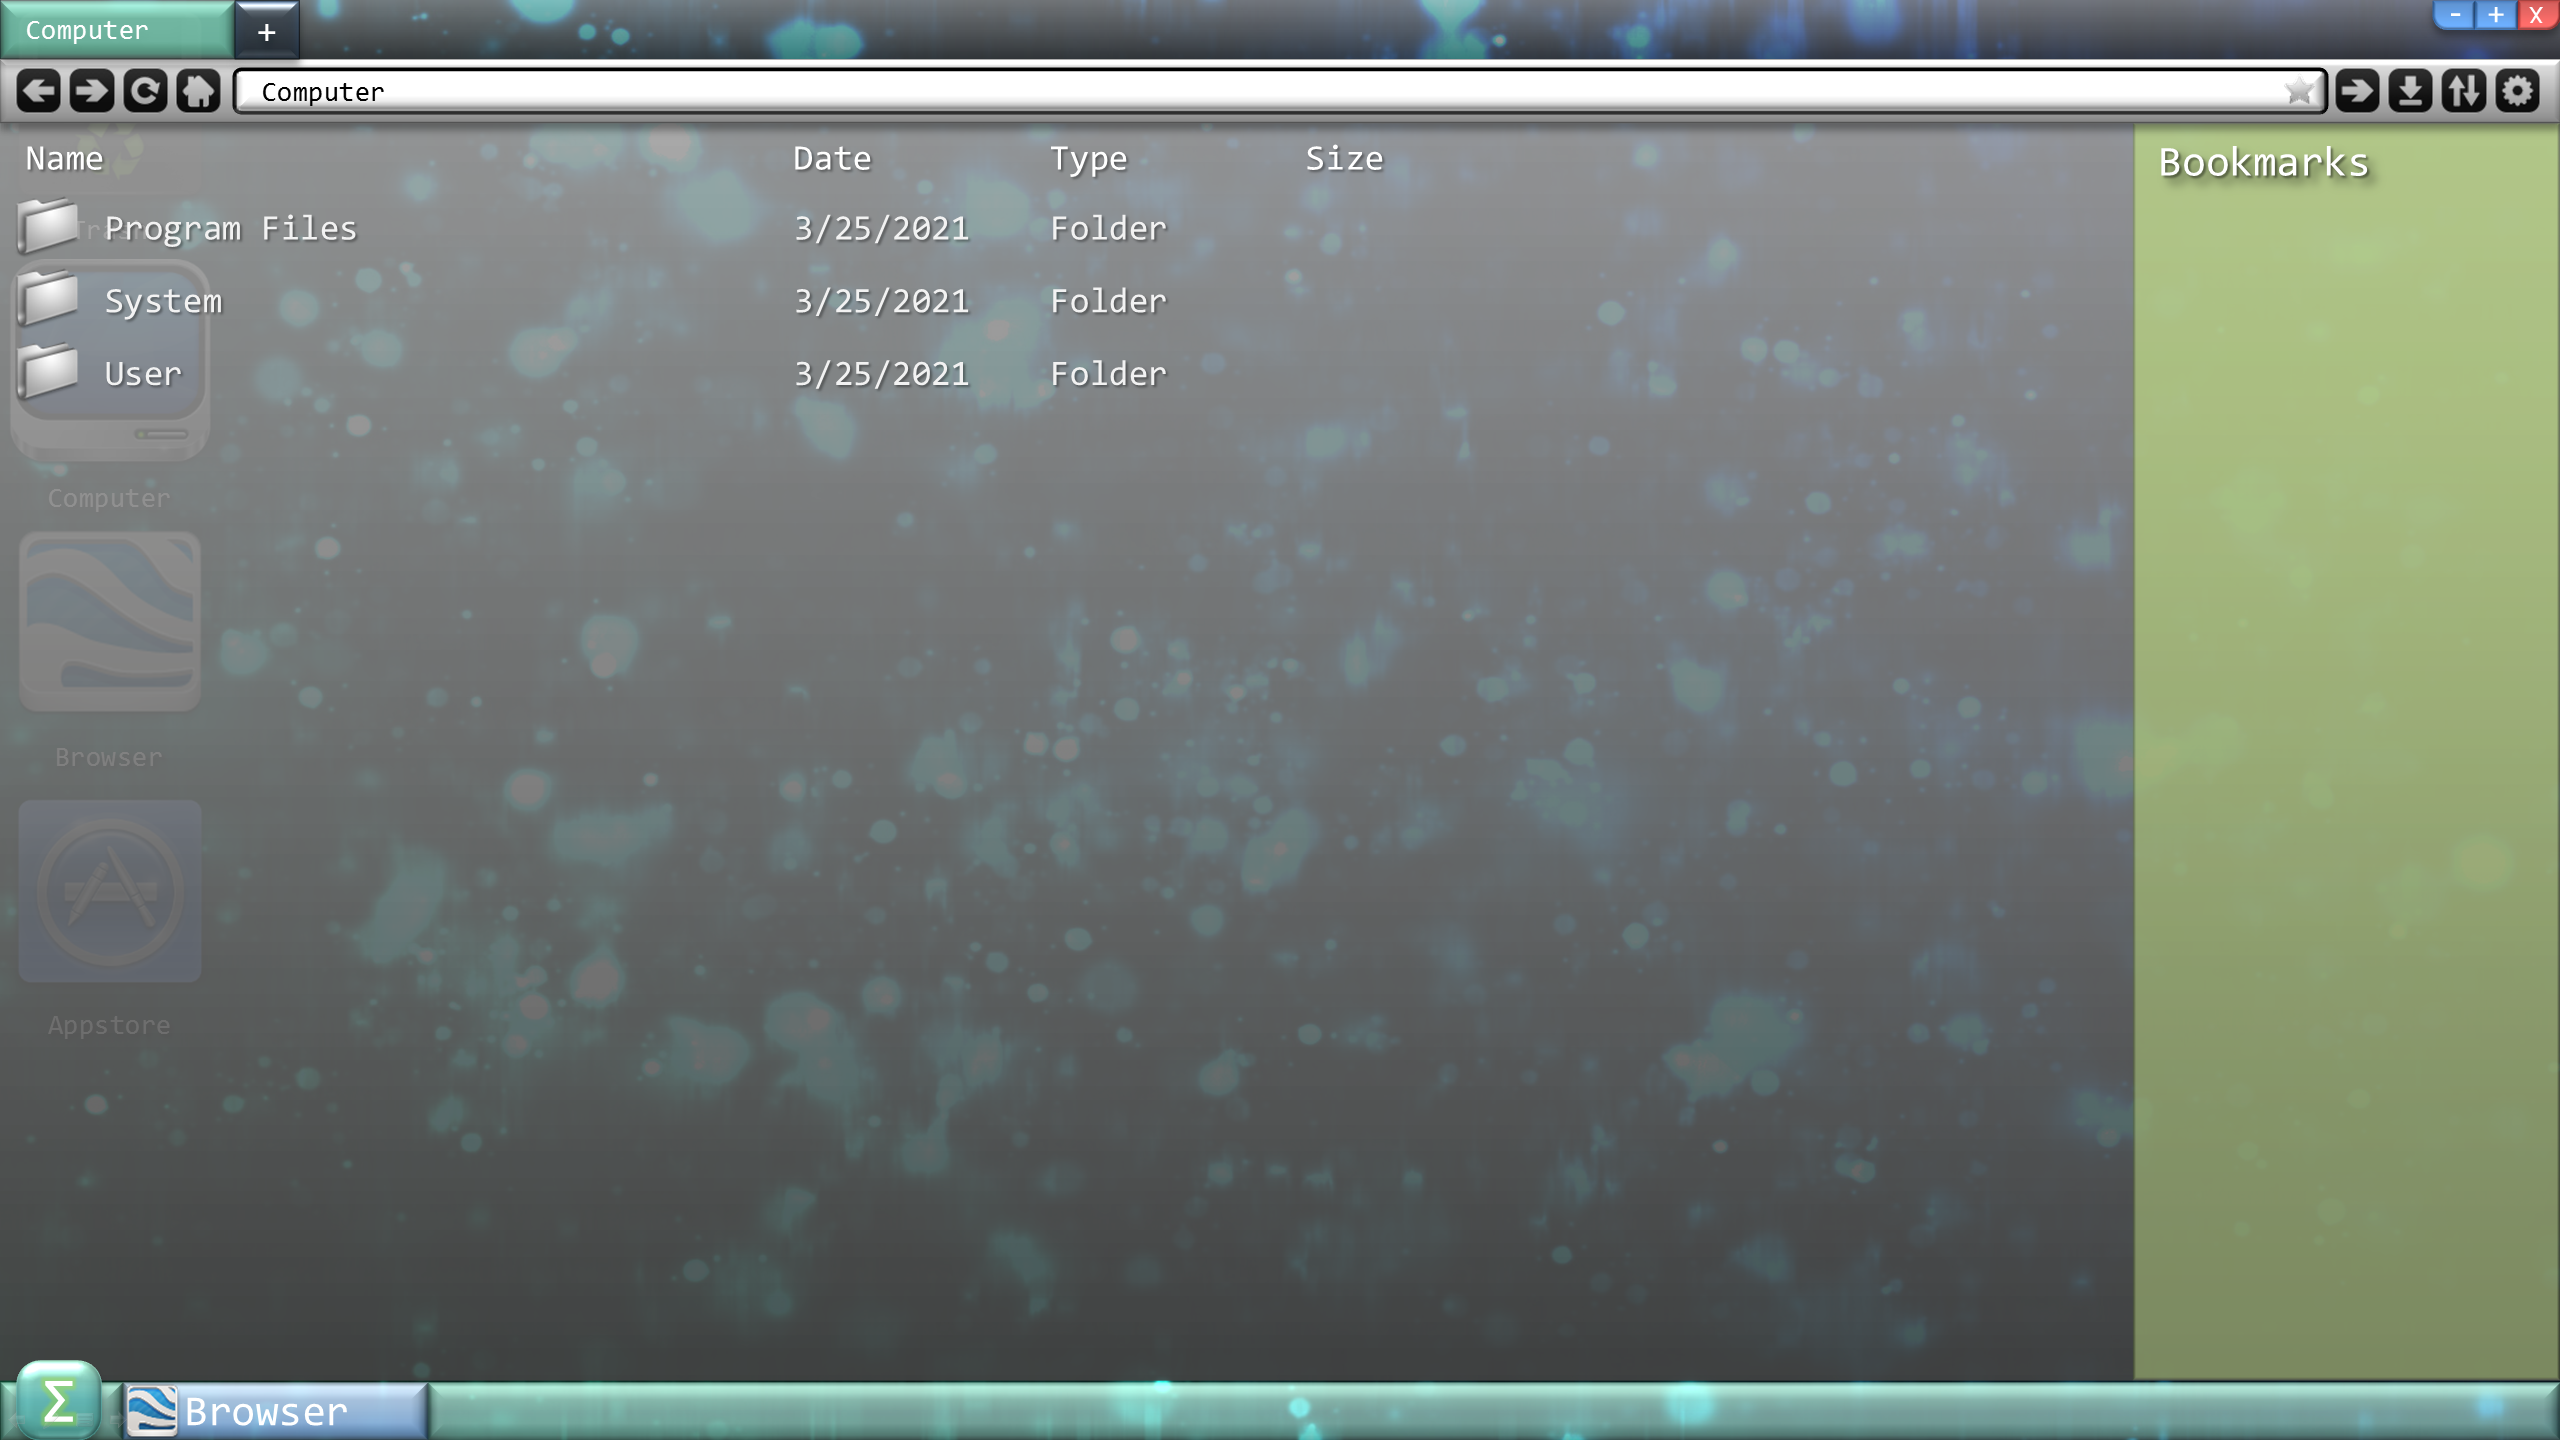 Computer +
- + X
Computer
Name Date Type Size
Bookmarks
Program Files 3/25/2021 Folder
System 3/25/2021 Folder
User 3/25/2021 Folder
Computer
Browser
Appstore
Σ Browser